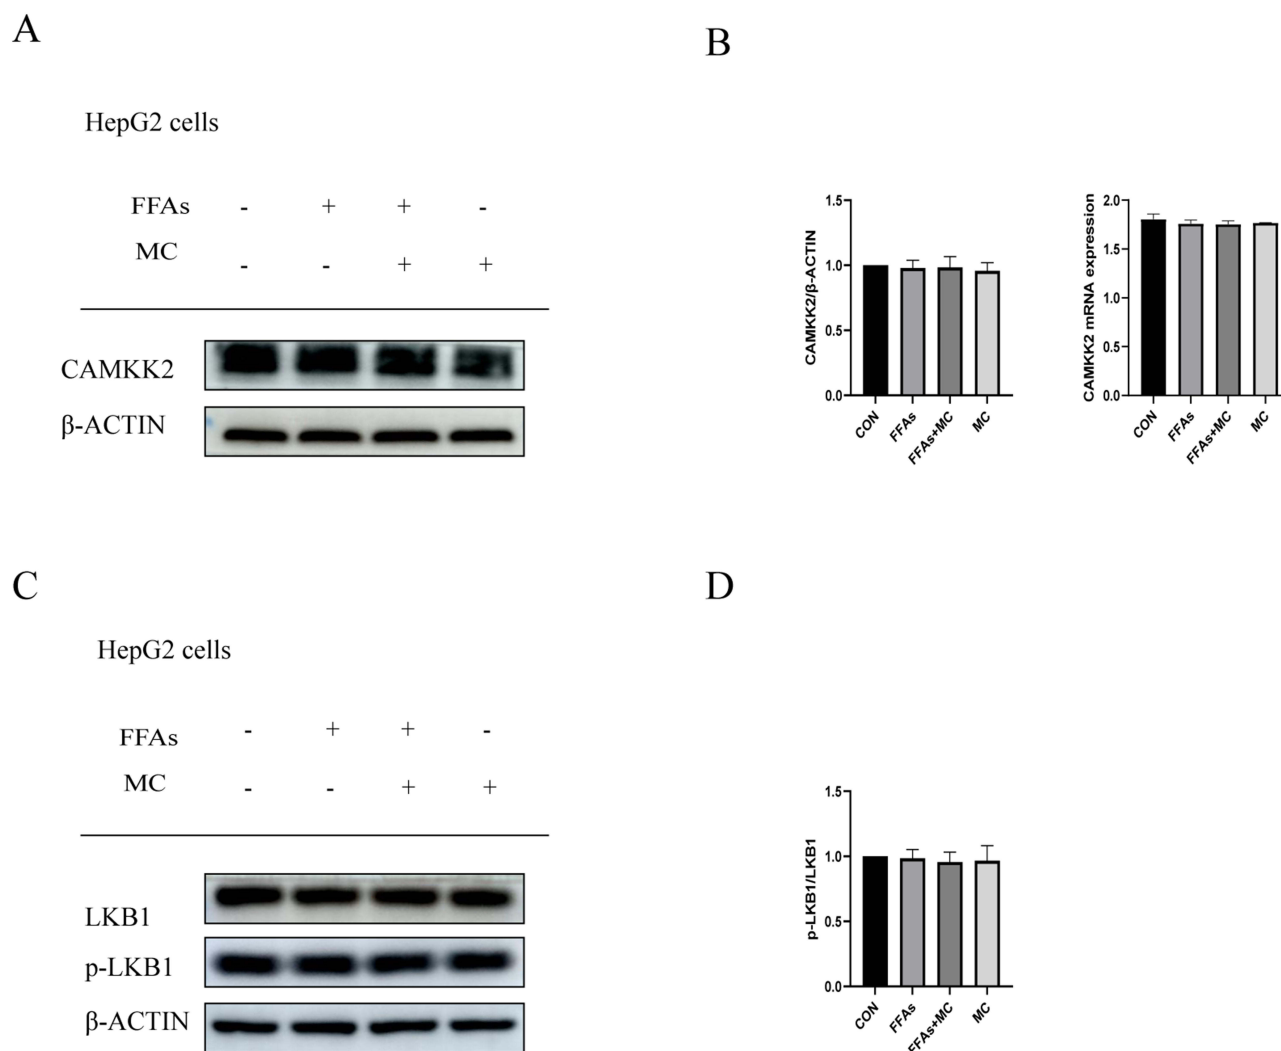 A
HepG2 cells
FFAs - + + -
MC - - + +
CAMKK2
β-ACTIN
B
CAMKK2/β-ACTIN
1.5
1.0
0.5
0.0
CON FFAs FFAs+MC MC
CAMKK2 mRNA expression
2.0
1.5
1.0
0.5
0.0
CON FFAs FFAs+MC MC
C
HepG2 cells
FFAs - + + -
MC - - + +
LKB1
p-LKB1
β-ACTIN
D
p-LKB1/LKB1
1.5
1.0
0.5
0.0
CON FFAs FFAs+MC MC